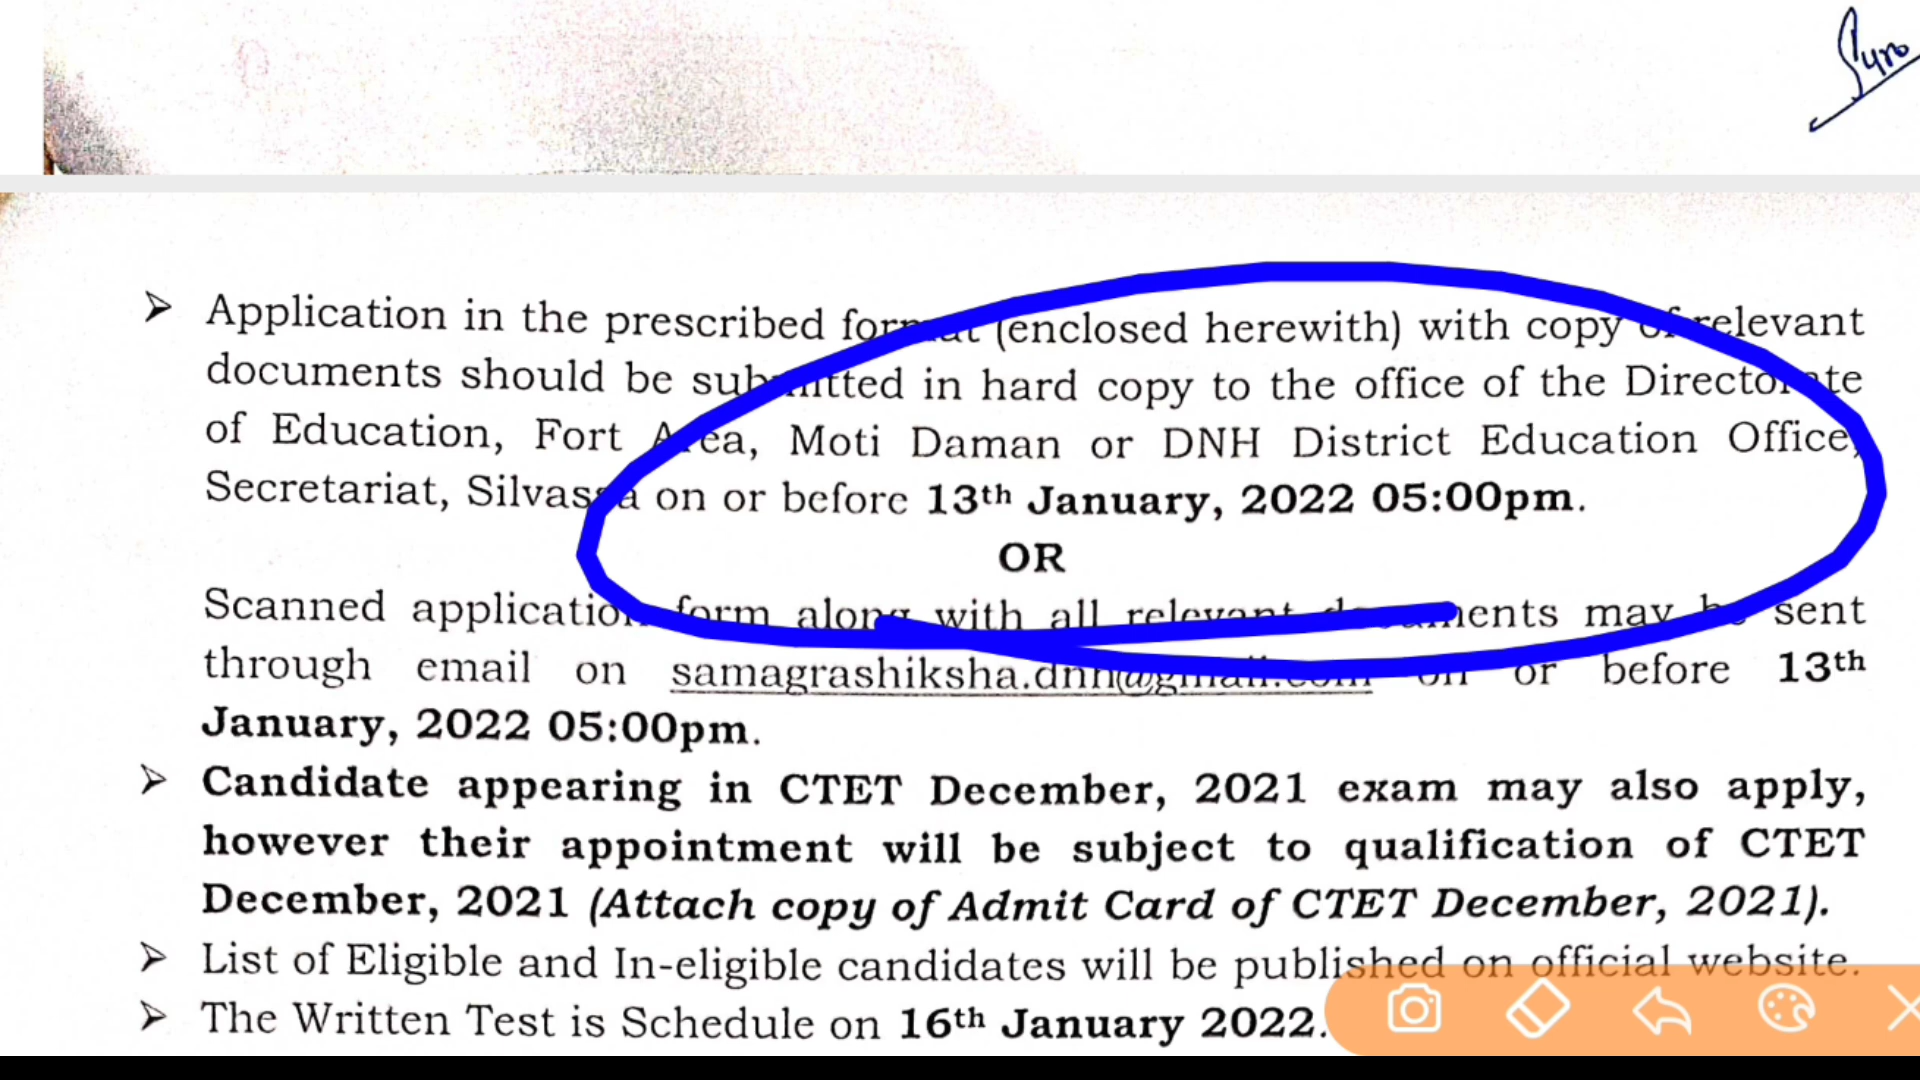 ➢ Application in the prescribed format (enclosed herewith) with copy of relevant
documents should be submitted in hard copy to the office of the Directorate
of Education, Fort Area, Moti Daman or DNH District Education Office,
Secretariat, Silvassa on or before 13th January, 2022 05:00pm.
OR
Scanned application form along with all relevant documents may be sent
through email on samagrashiksha.dnh@gmail.com on or before 13th
January, 2022 05:00pm.
➢ Candidate appearing in CTET December, 2021 exam may also apply,
however their appointment will be subject to qualification of CTET
December, 2021 (Attach copy of Admit Card of CTET December, 2021).
➢ List of Eligible and In-eligible candidates will be published on official website.
➢ The Written Test is Schedule on 16th January 2022.